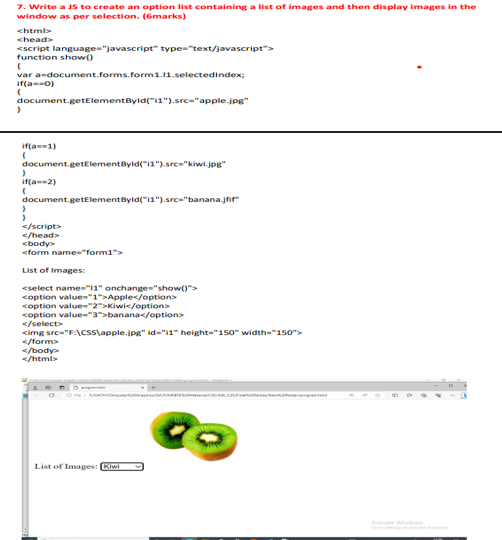 7. Write a JS to create an option list containing a list of images and then display images in the
window as per selection. (6marks)
<html>
<head>
<script language="javascript" type="text/javascript">
function show()
{
var a=document.forms.form1.l1.selectedIndex;
if(a==0)
{
document.getElementById("i1").src="apple.jpg"
}
if(a==1)
{
document.getElementById("i1").src="kiwi.jpg"
}
if(a==2)
{
document.getElementById("i1").src="banana.jfif"
}
}
</script>
</head>
<body>
<form name="form1">
List of Images:
<select name="l1" onchange="show()">
<option value="1">Apple</option>
<option value="2">Kiwi</option>
<option value="3">banana</option>
</select>
<img src="F:\CSS\apple.jpg" id="i1" height="150" width="150">
</form>
</body>
</html>
List of Images: Kiwi
Activate Windows